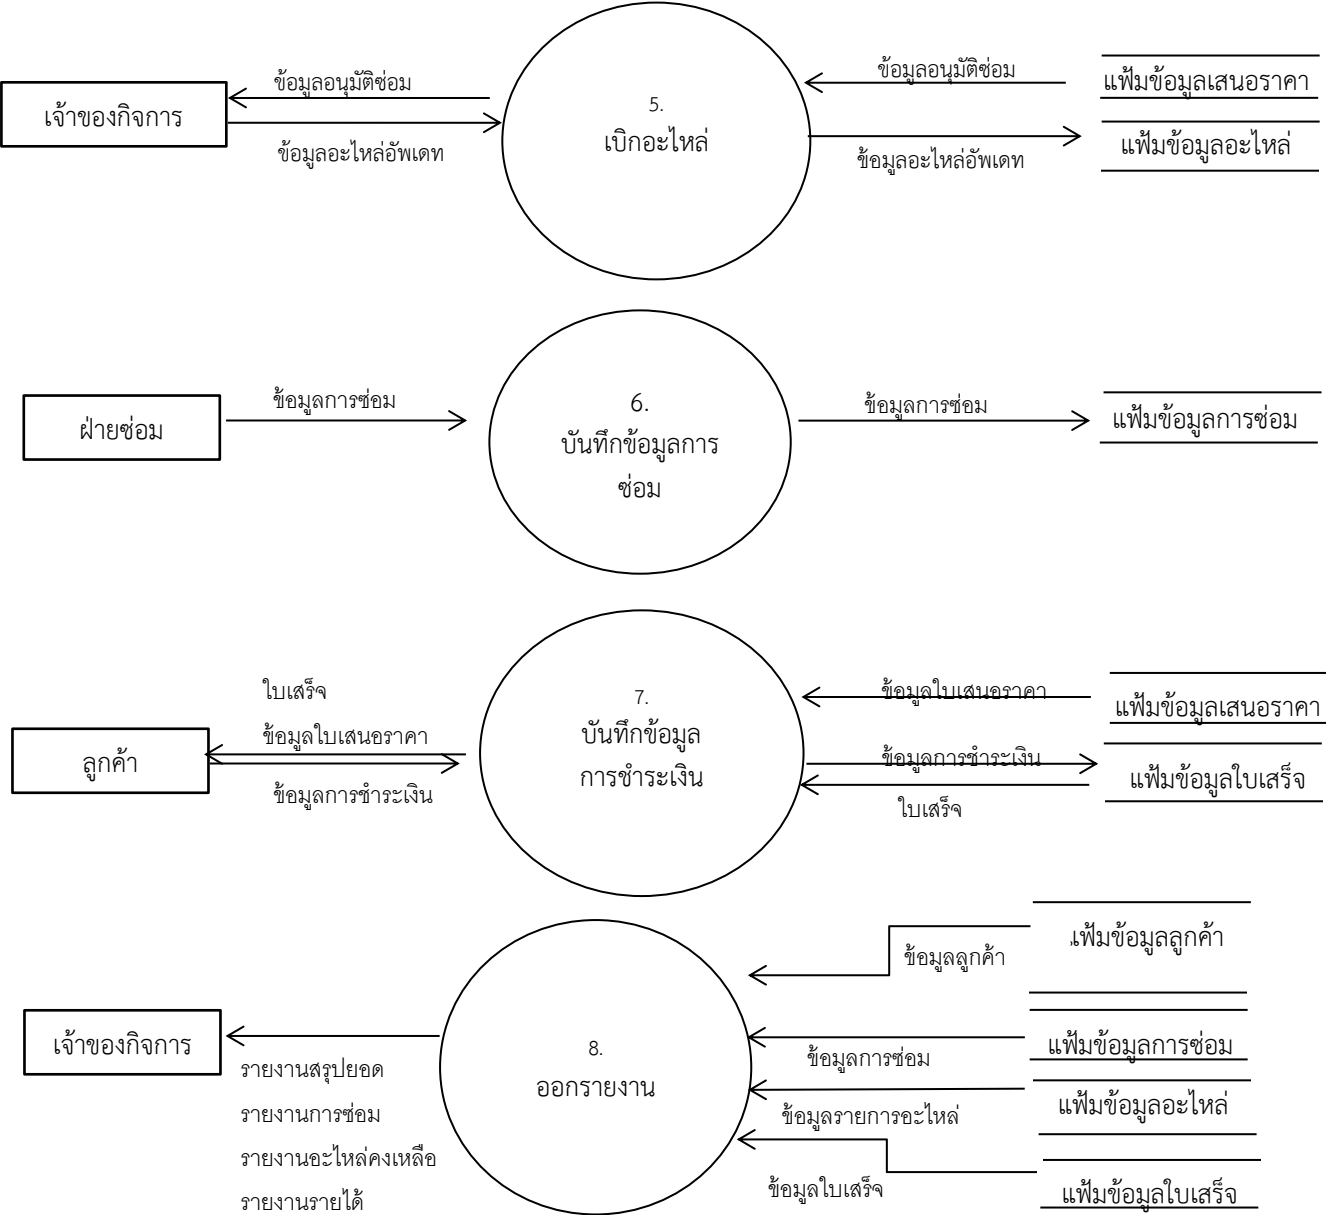 ข้อมูลอนุมัติซ่อม
ข้อมูลอนุมัติซ่อม
แฟ้มข้อมูลเสนอราคา
เจ้าของกิจการ
5.
เบิกอะไหล่
แฟ้มข้อมูลอะไหล่
ข้อมูลอะไหล่อัพเดท
ข้อมูลอะไหล่อัพเดท
ฝ่ายซ่อม
ข้อมูลการซ่อม
6.
บันทึกข้อมูลการ
ซ่อม
ข้อมูลการซ่อม
แฟ้มข้อมูลการซ่อม
ใบเสร็จ
ข้อมูลใบเสนอราคา
ลูกค้า
ข้อมูลการชำระเงิน
7.
บันทึกข้อมูล
การชำระเงิน
ข้อมูลใบเสนอราคา
แฟ้มข้อมูลเสนอราคา
ข้อมูลการชำระเงิน
แฟ้มข้อมูลใบเสร็จ
ใบเสร็จ
แฟ้มข้อมูลลูกค้า
ข้อมูลลูกค้า
เจ้าของกิจการ
8.
ออกรายงาน
แฟ้มข้อมูลการซ่อม
ข้อมูลการซ่อม
รายงานสรุปยอด
รายงานการซ่อม
รายงานอะไหล่คงเหลือ
รายงานรายได้
แฟ้มข้อมูลอะไหล่
ข้อมูลรายการอะไหล่
ข้อมูลใบเสร็จ
แฟ้มข้อมูลใบเสร็จ